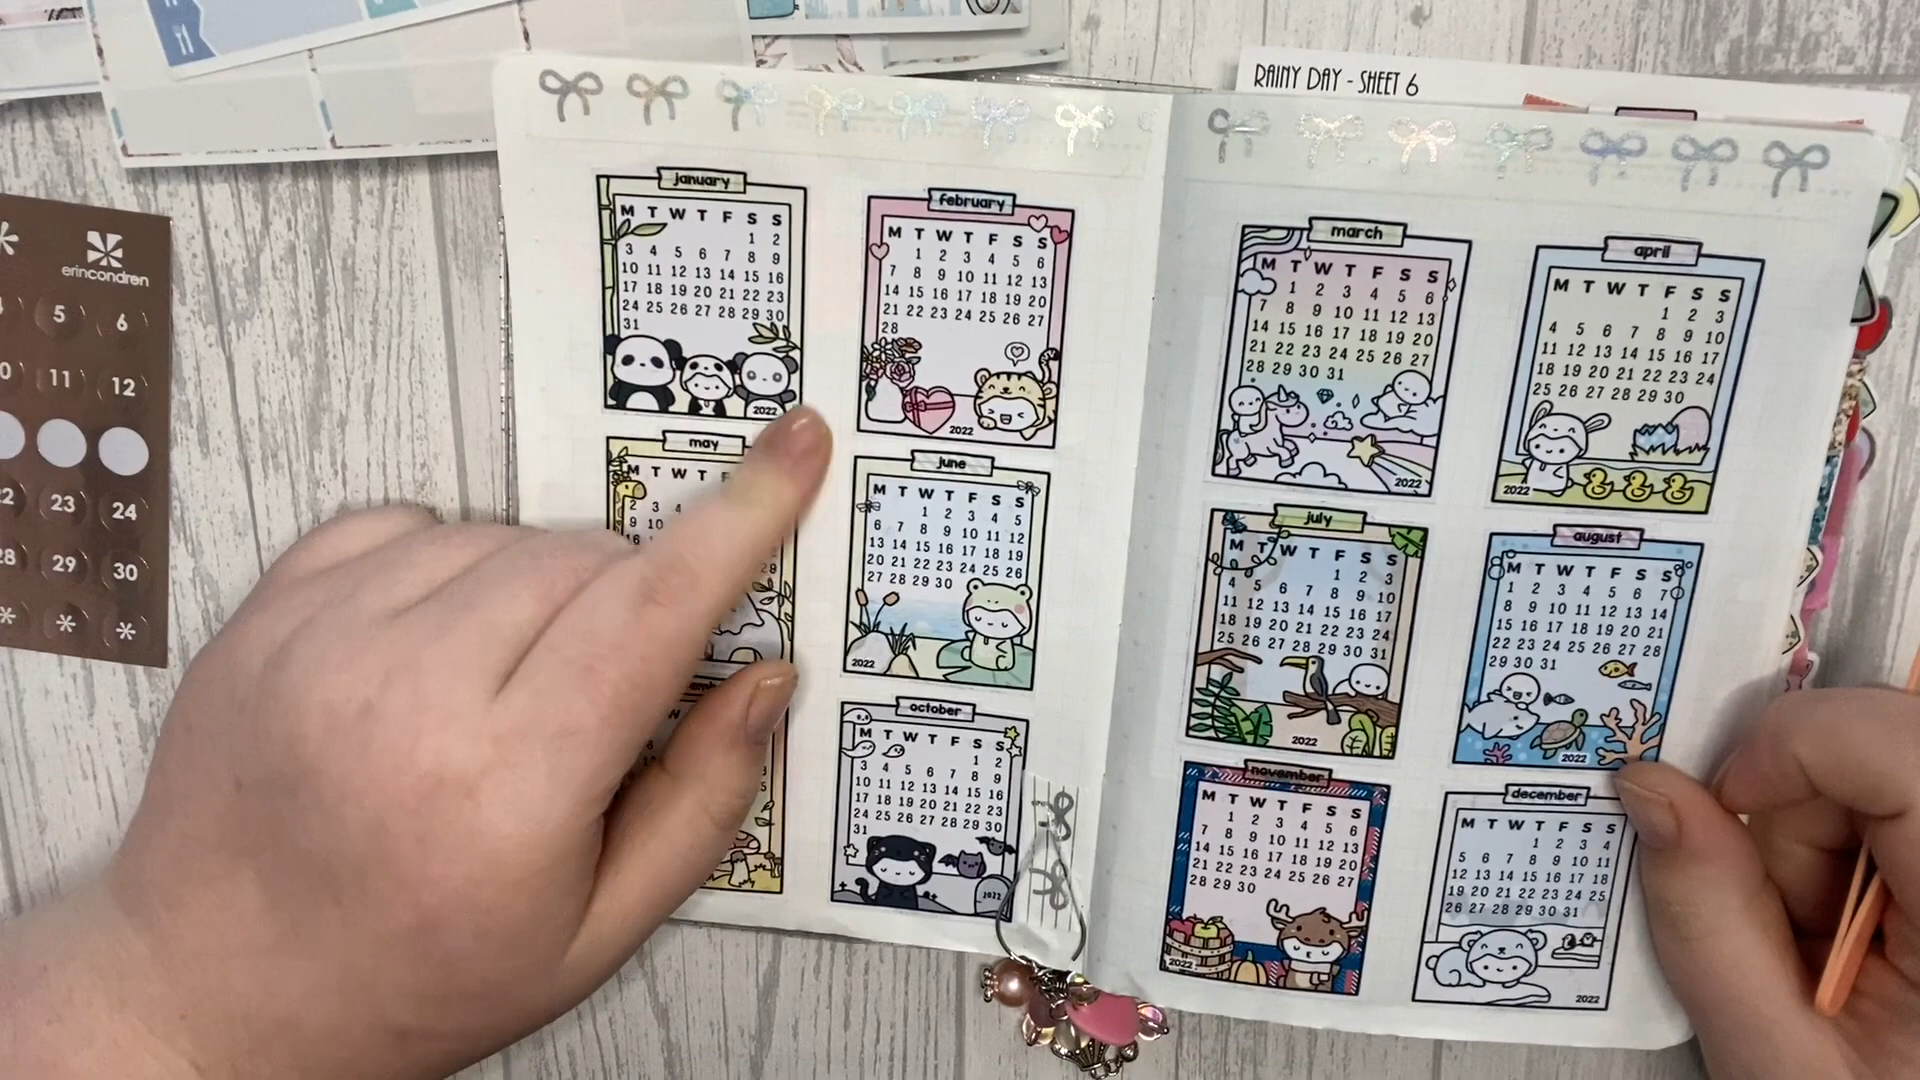 RAINY DAY - SHEET 6
erincondren
5 6
11 12
22 23 24
28 29 30
january
M T W T F S S
1 2
3 4 5 6 7 8 9
10 11 12 13 14 15 16
17 18 19 20 21 22 23
24 25 26 27 28 29 30
31
2022
february
M T W T F S S
1 2 3 4 5 6
7 8 9 10 11 12 13
14 15 16 17 18 19 20
21 22 23 24 25 26 27
28
2022
march
M T W T F S S
1 2 3 4 5 6
7 8 9 10 11 12 13
14 15 16 17 18 19 20
21 22 23 24 25 26 27
28 29 30 31
2022
april
M T W T F S S
1 2 3
4 5 6 7 8 9 10
11 12 13 14 15 16 17
18 19 20 21 22 23 24
25 26 27 28 29 30
2022
may
M T W T F
2 3 4
9 10
16
29
june
M T W T F S S
1 2 3 4 5
6 7 8 9 10 11 12
13 14 15 16 17 18 19
20 21 22 23 24 25 26
27 28 29 30
2022
july
M T W T F S S
1 2 3
4 5 6 7 8 9 10
11 12 13 14 15 16 17
18 19 20 21 22 23 24
25 26 27 28 29 30 31
2022
august
M T W T F S S
1 2 3 4 5 6 7
8 9 10 11 12 13 14
15 16 17 18 19 20 21
22 23 24 25 26 27 28
29 30 31
2022
october
M T W T F S S
1 2
3 4 5 6 7 8 9
10 11 12 13 14 15 16
17 18 19 20 21 22 23
24 25 26 27 28 29 30
31
2022
november
M T W T F S S
1 2 3 4 5 6
7 8 9 10 11 12 13
14 15 16 17 18 19 20
21 22 23 24 25 26 27
28 29 30
2022
december
M T W T F S S
1 2 3 4
5 6 7 8 9 10 11
12 13 14 15 16 17 18
19 20 21 22 23 24 25
26 27 28 29 30 31
2022